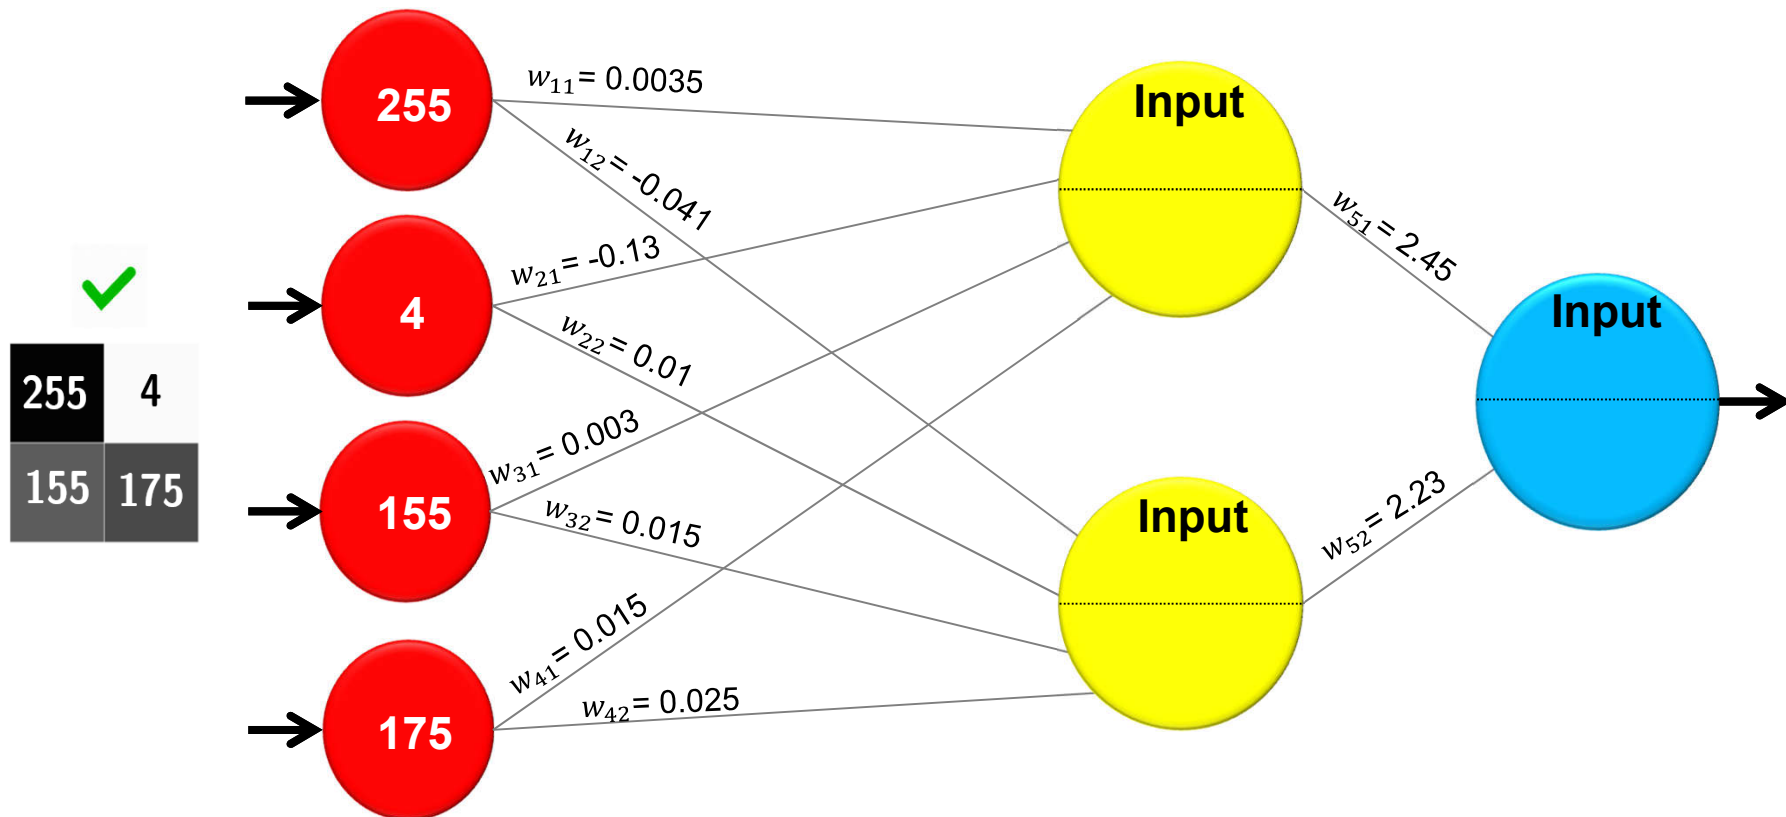 255 4
155 175
255
4
155
175
w₁₁= 0.0035
w₁₂= -0.041
w₂₁= -0.13
w₂₂= 0.01
w₃₁= 0.003
w₃₂= 0.015
w₄₁= 0.015
w₄₂= 0.025
Input
Input
w₅₁= 2.45
w₅₂= 2.23
Input